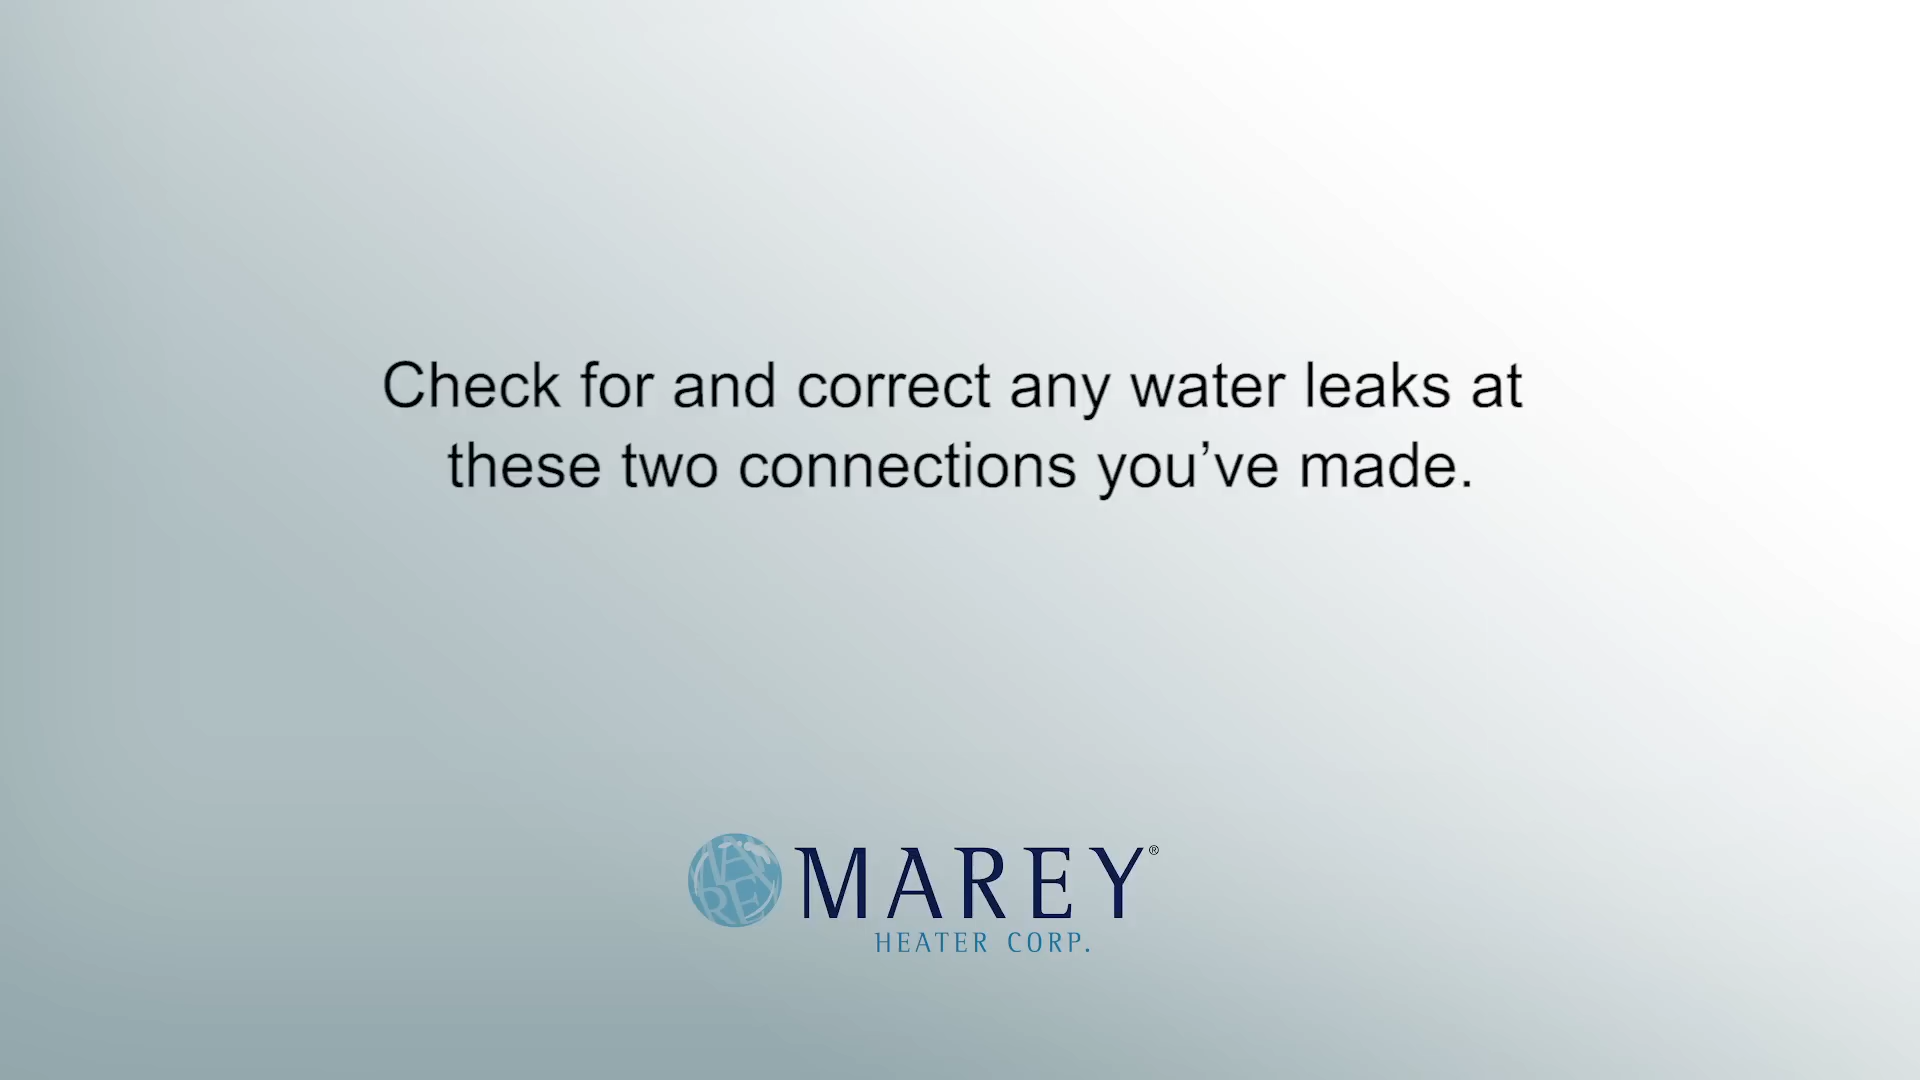 Check for and correct any water leaks at
these two connections you’ve made.
MAREY®
HEATER CORP.